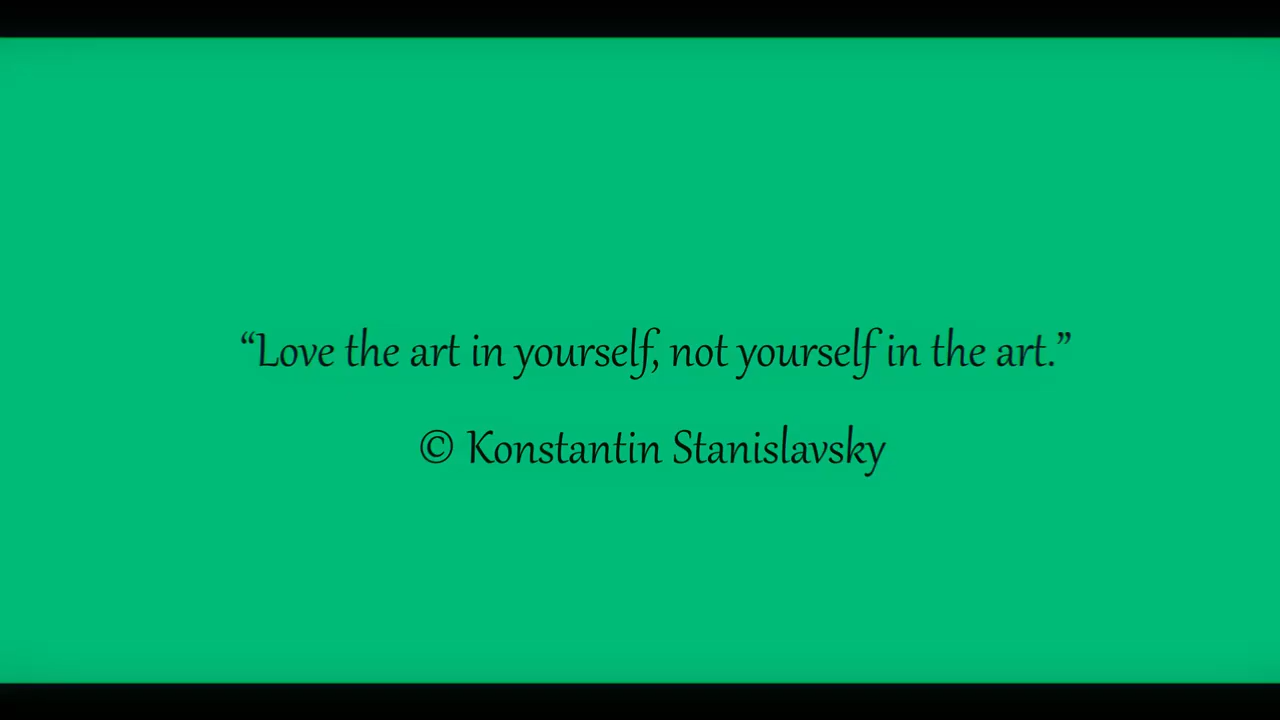 “Love the art in yourself, not yourself in the art.”
© Konstantin Stanislavsky